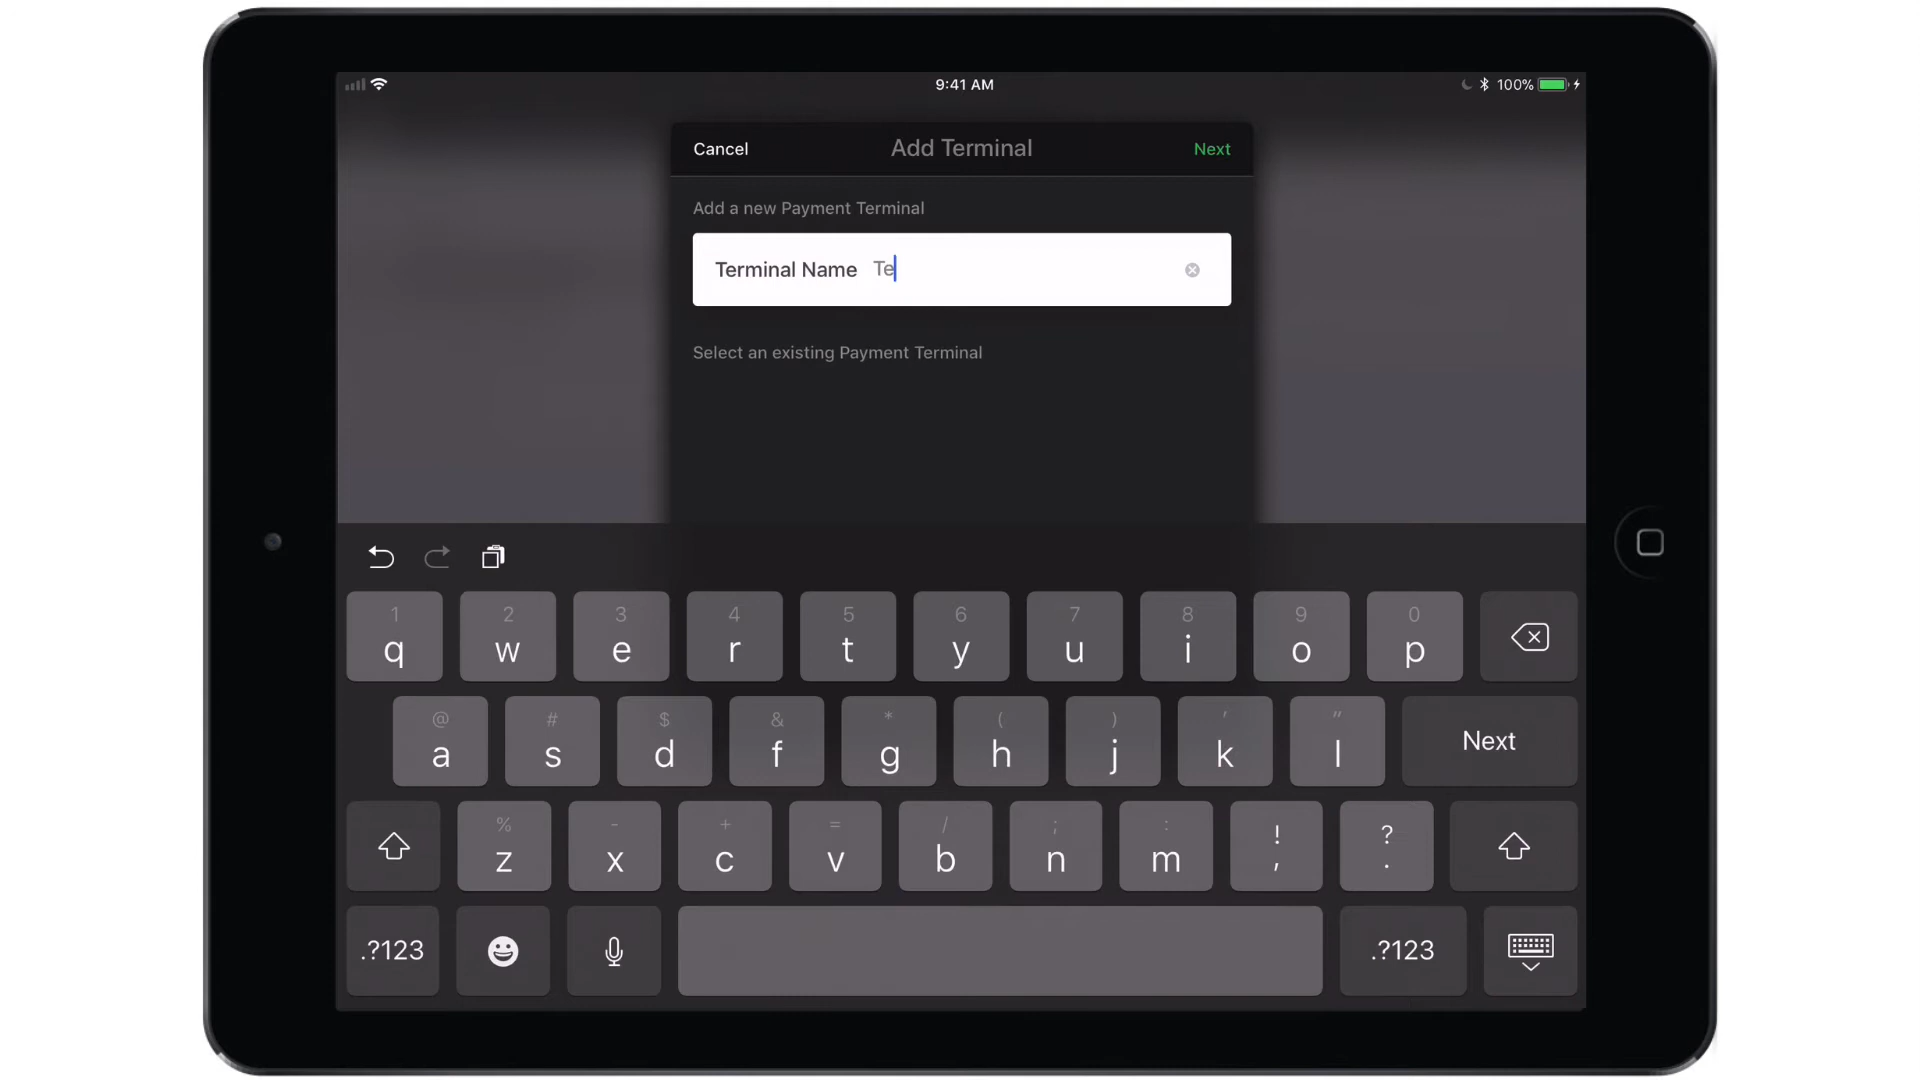 9:41 AM
100%
Cancel
Add Terminal
Next
Add a new Payment Terminal
Terminal Name Te
Select an existing Payment Terminal
1 2 3 4 5 6 7 8 9 0
q w e r t y u i o p
@ # $ & * ( ) ' "
a s d f g h j k l Next
% - + = / ; : ! ?
z x c v b n m , .
.?123 .?123